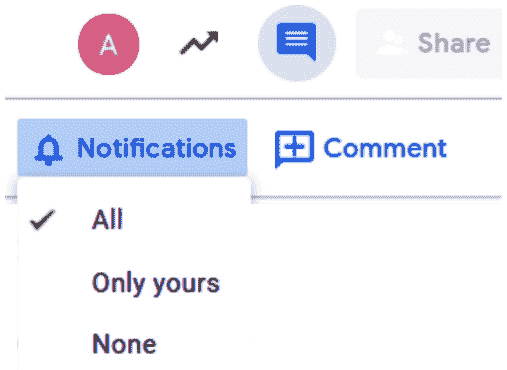 A
Share
Notifications
Comment
All
Only yours
None